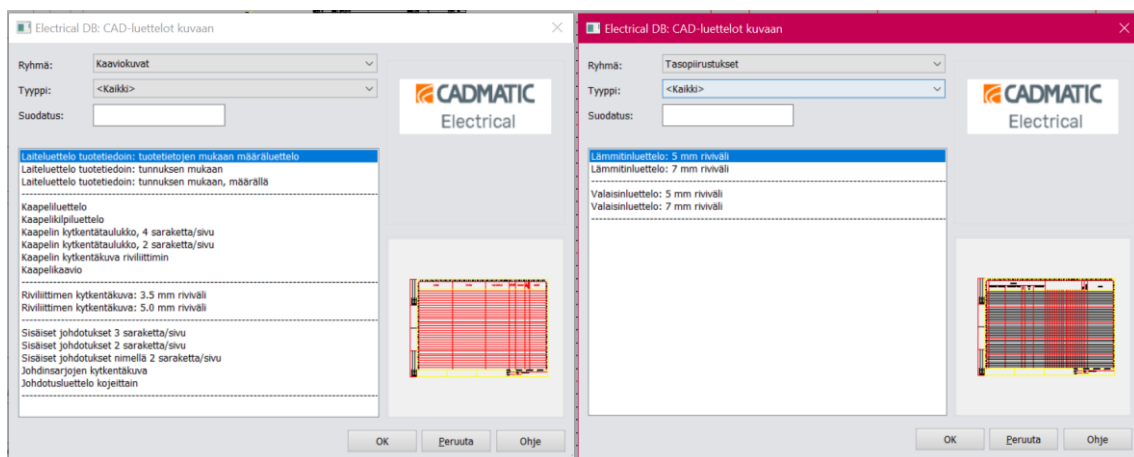 Electrical DB: CAD-luettelot kuvaan
Ryhmä: Kaaviokuvat
Tyyppi: <Kaikki>
Suodatus:
CADMATIC
Electrical
Laiteluettelo tuotetiedoin: tuotetietojen mukaan määräluettelo
Laiteluettelo tuotetiedoin: tunnuksen mukaan
Laiteluettelo tuotetiedoin: tunnuksen mukaan, määrällä
Kaapeliluettelo
Kaapelikilpiluettelo
Kaapelin kytkentätaulukko, 4 saraketta/sivu
Kaapelin kytkentätaulukko, 2 saraketta/sivu
Kaapelin kytkentäkuva riviliittimin
Kaapelikaavio
Riviliittimen kytkentäkuva: 3.5 mm riviväli
Riviliittimen kytkentäkuva: 5.0 mm riviväli
Sisäiset johdotukset 3 saraketta/sivu
Sisäiset johdotukset 2 saraketta/sivu
Sisäiset johdotukset nimellä 2 saraketta/sivu
Johdinsarjojen kytkentäkuva
Johdotusluettelo kojeittain
OK Peruuta Ohje
Electrical DB: CAD-luettelot kuvaan
Ryhmä: Tasopiirustukset
Tyyppi: <Kaikki>
Suodatus:
CADMATIC
Electrical
Lämmitinluettelo: 5 mm riviväli
Lämmitinluettelo: 7 mm riviväli
Valaisinluettelo: 5 mm riviväli
Valaisinluettelo: 7 mm riviväli
OK Peruuta Ohje